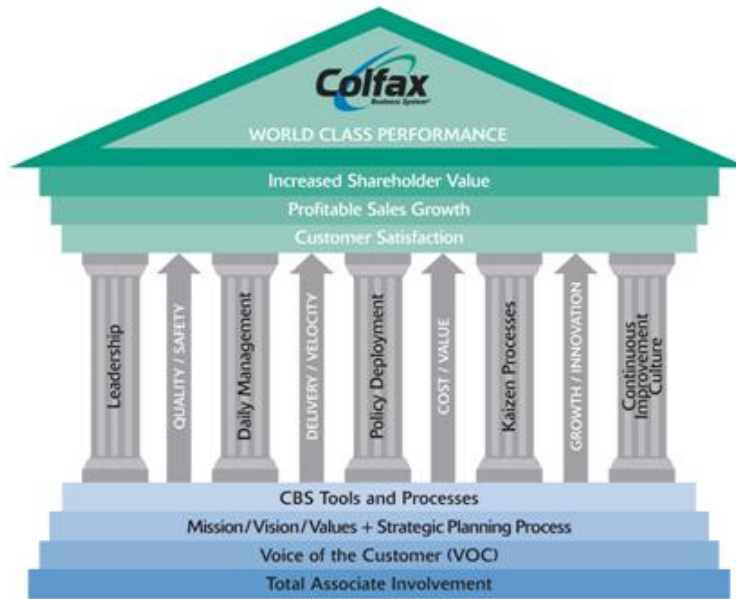 Colfax
Business System
WORLD CLASS PERFORMANCE
Increased Shareholder Value
Profitable Sales Growth
Customer Satisfaction
Leadership
QUALITY / SAFETY
Daily Management
DELIVERY / VELOCITY
Policy Deployment
COST / VALUE
Kaizen Processes
GROWTH / INNOVATION
Continuous
Improvement
Culture
CBS Tools and Processes
Mission/Vision/Values + Strategic Planning Process
Voice of the Customer (VOC)
Total Associate Involvement